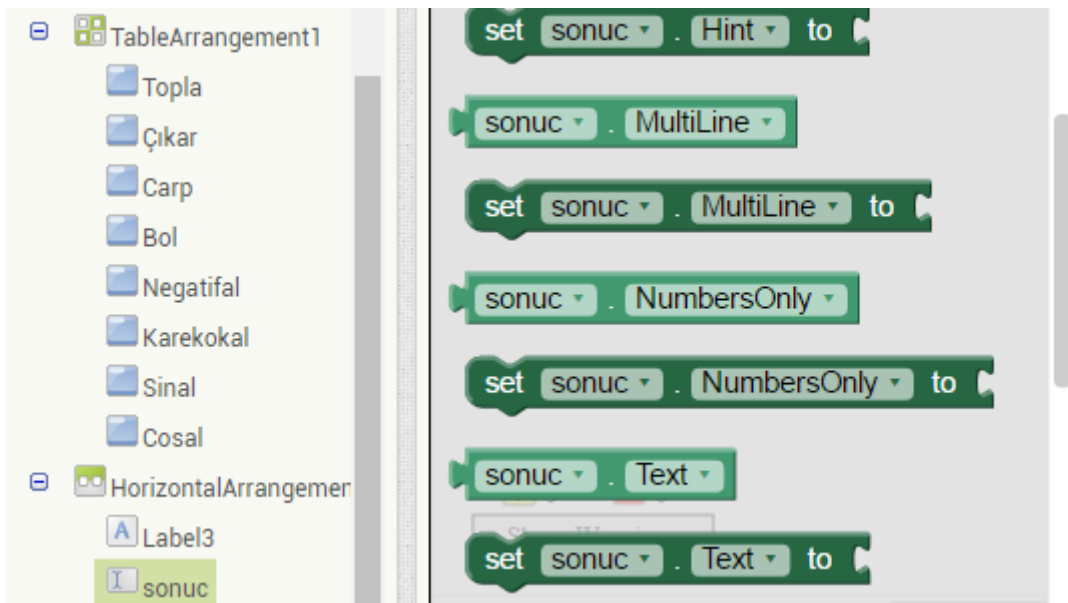 TableArrangement1
Topla
Çıkar
Carp
Bol
Negatifal
Karekokal
Sinal
Cosal
HorizontalArrangemen
A Label3
sonuc
set sonuc . Hint to
sonuc . MultiLine
set sonuc . MultiLine to
sonuc . NumbersOnly
set sonuc . NumbersOnly to
sonuc . Text
set sonuc . Text to